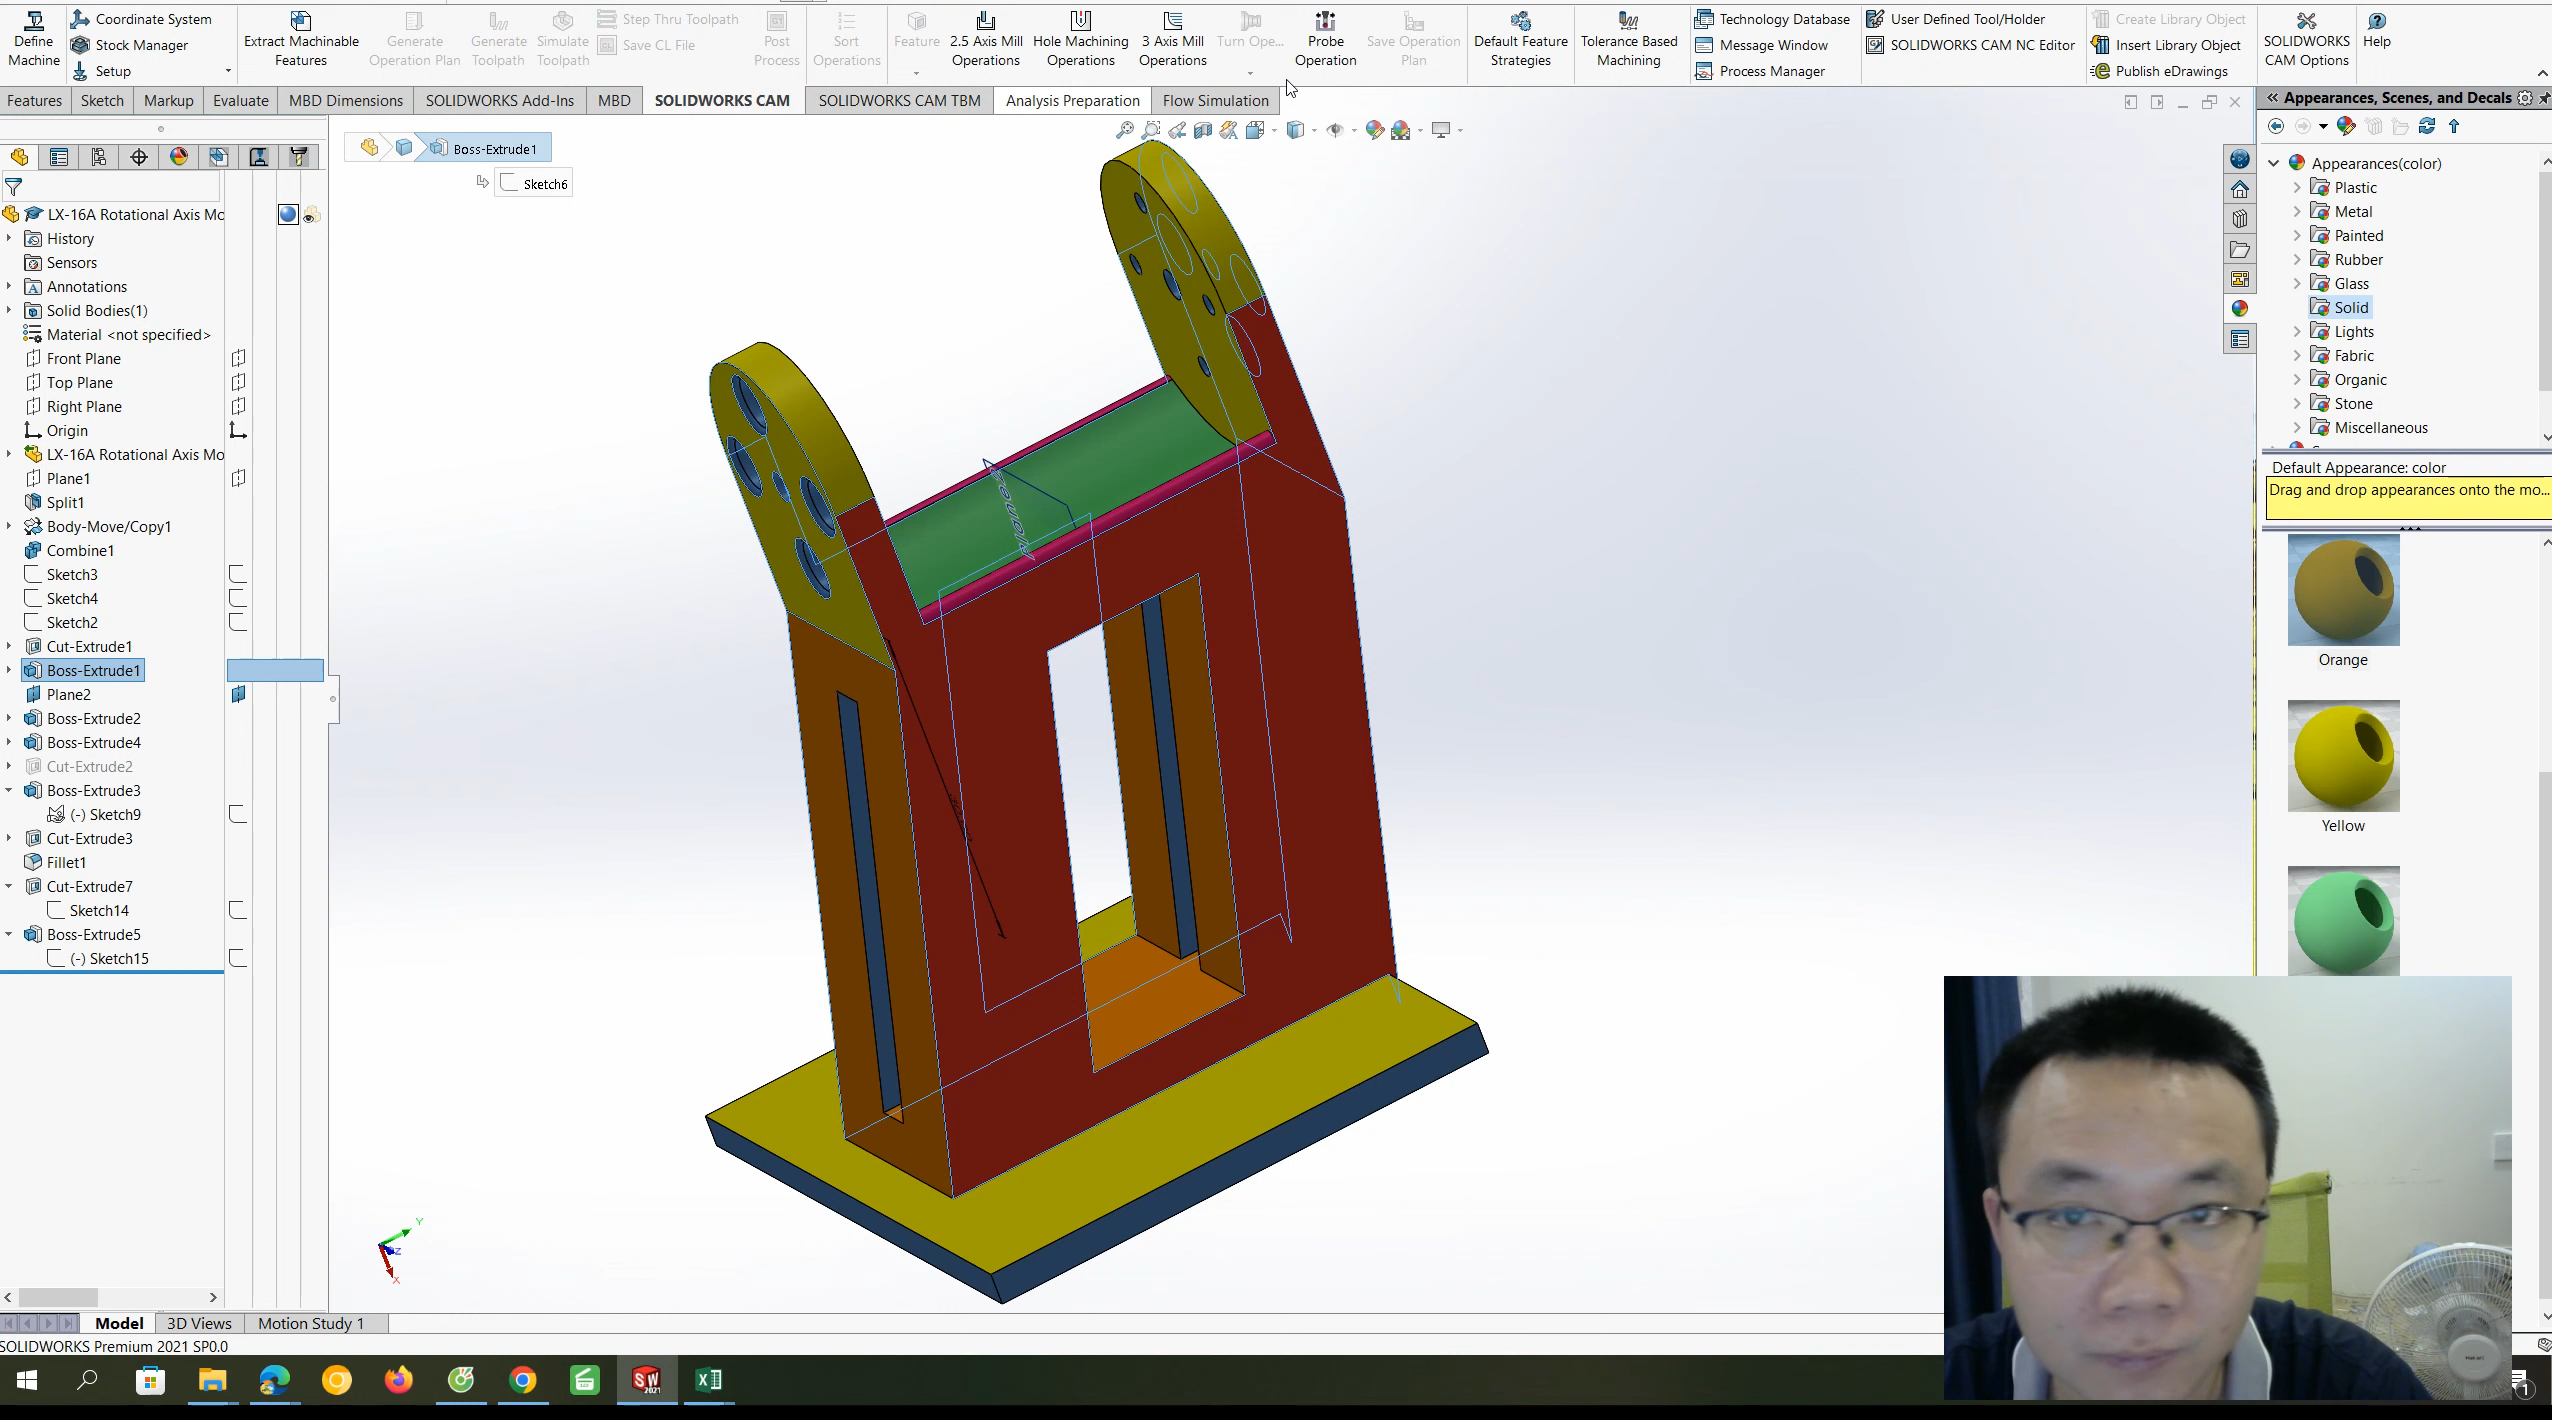 Define
Machine
Coordinate System
Stock Manager
Setup
Extract Machinable
Features
Generate
Operation Plan
Generate
Toolpath
Simulate
Toolpath
Step Thru Toolpath
Save CL File
Post
Process
Sort
Operations
Feature
2.5 Axis Mill
Operations
Hole Machining
Operations
3 Axis Mill
Operations
Turn Ope...
Probe
Operation
Save Operation
Plan
Default Feature
Strategies
Tolerance Based
Machining
Technology Database
Message Window
Process Manager
User Defined Tool/Holder
SOLIDWORKS CAM NC Editor
Create Library Object
Insert Library Object
Publish eDrawings
SOLIDWORKS
CAM Options
Help
Features
Sketch
Markup
Evaluate
MBD Dimensions
SOLIDWORKS Add-Ins
MBD
SOLIDWORKS CAM
SOLIDWORKS CAM TBM
Analysis Preparation
Flow Simulation
Boss-Extrude1
Sketch6
LX-16A Rotational Axis Mo
History
Sensors
Annotations
Solid Bodies(1)
Material <not specified>
Front Plane
Top Plane
Right Plane
Origin
LX-16A Rotational Axis Mo
Plane1
Split1
Body-Move/Copy1
Combine1
Sketch3
Sketch4
Sketch2
Cut-Extrude1
Boss-Extrude1
Plane2
Boss-Extrude2
Boss-Extrude4
Cut-Extrude2
Boss-Extrude3
(-) Sketch9
Cut-Extrude3
Fillet1
Cut-Extrude7
Sketch14
Boss-Extrude5
(-) Sketch15
Y
Z
X
Appearances, Scenes, and Decals
Appearances(color)
Plastic
Metal
Painted
Rubber
Glass
Solid
Lights
Fabric
Organic
Stone
Miscellaneous
Default Appearance: color
Drag and drop appearances onto the mo...
Orange
Yellow
Model
3D Views
Motion Study 1
SOLIDWORKS Premium 2021 SP0.0
SW
2021
1